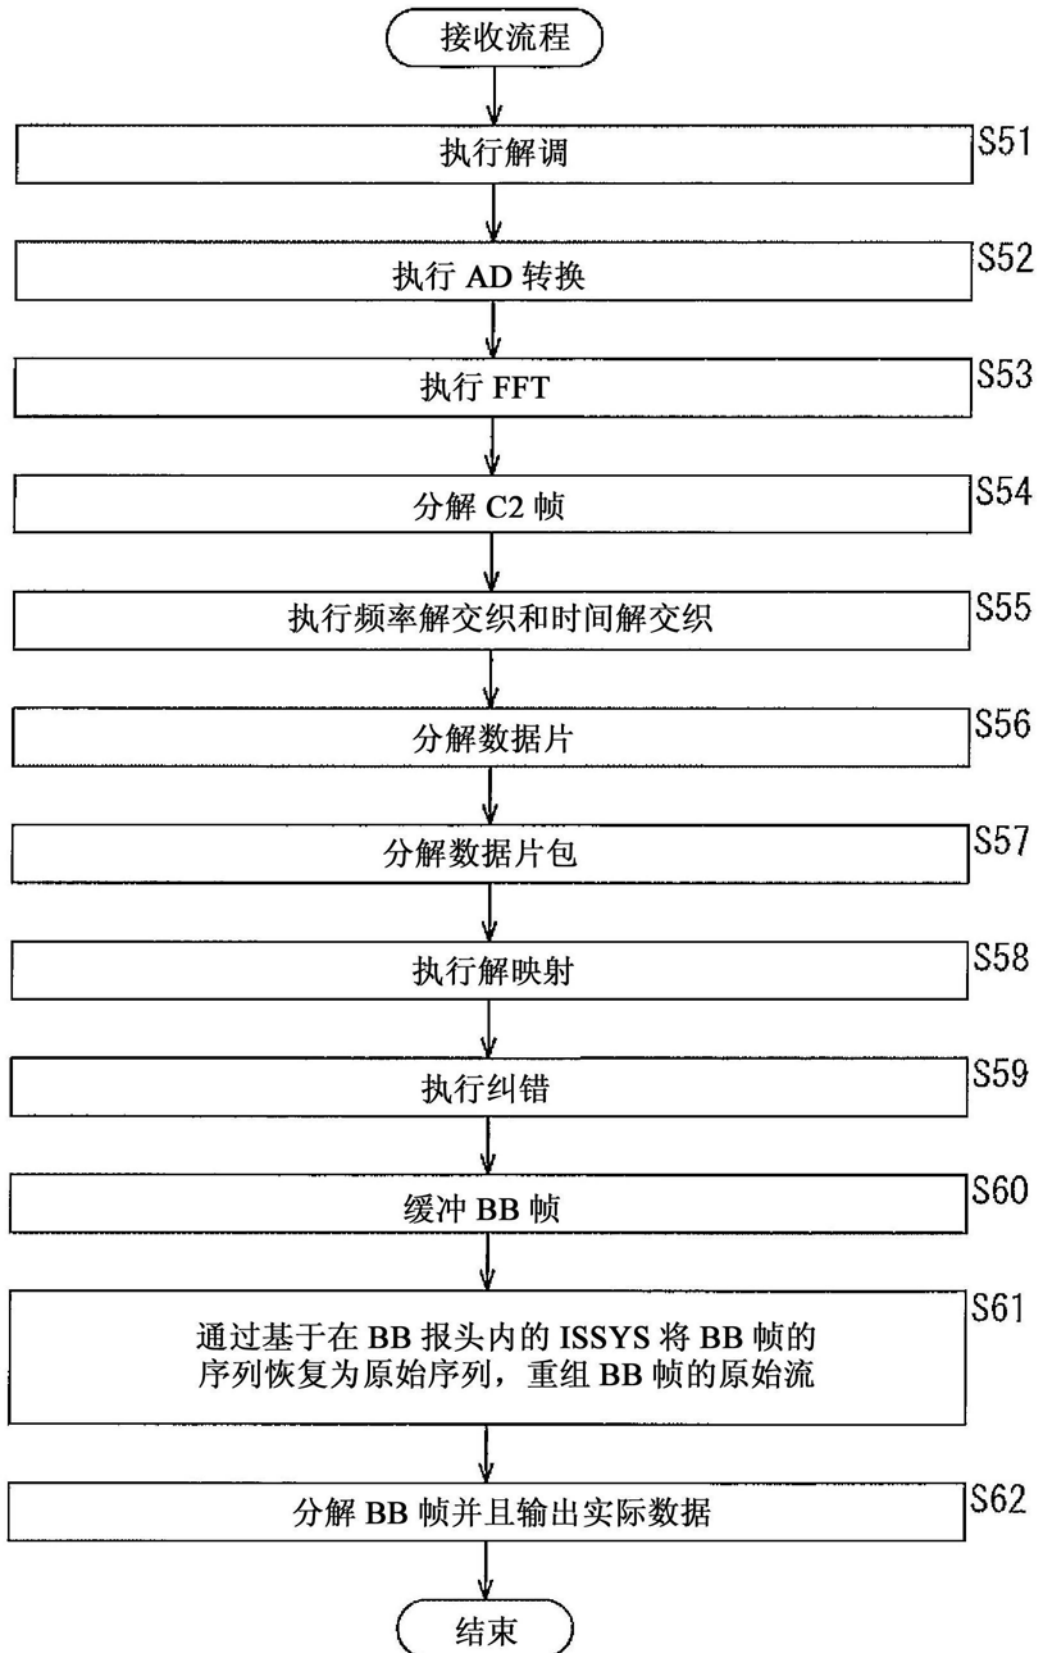 接收流程
S51
执行解调
S52
执行 AD 转换
S53
执行 FFT
S54
分解 C2 帧
S55
执行频率解交织和时间解交织
S56
分解数据片
S57
分解数据片包
S58
执行解映射
S59
执行纠错
S60
缓冲 BB 帧
S61
通过基于在 BB 报头内的 ISSYS 将 BB 帧的
序列恢复为原始序列，重组 BB 帧的原始流
S62
分解 BB 帧并且输出实际数据
结束